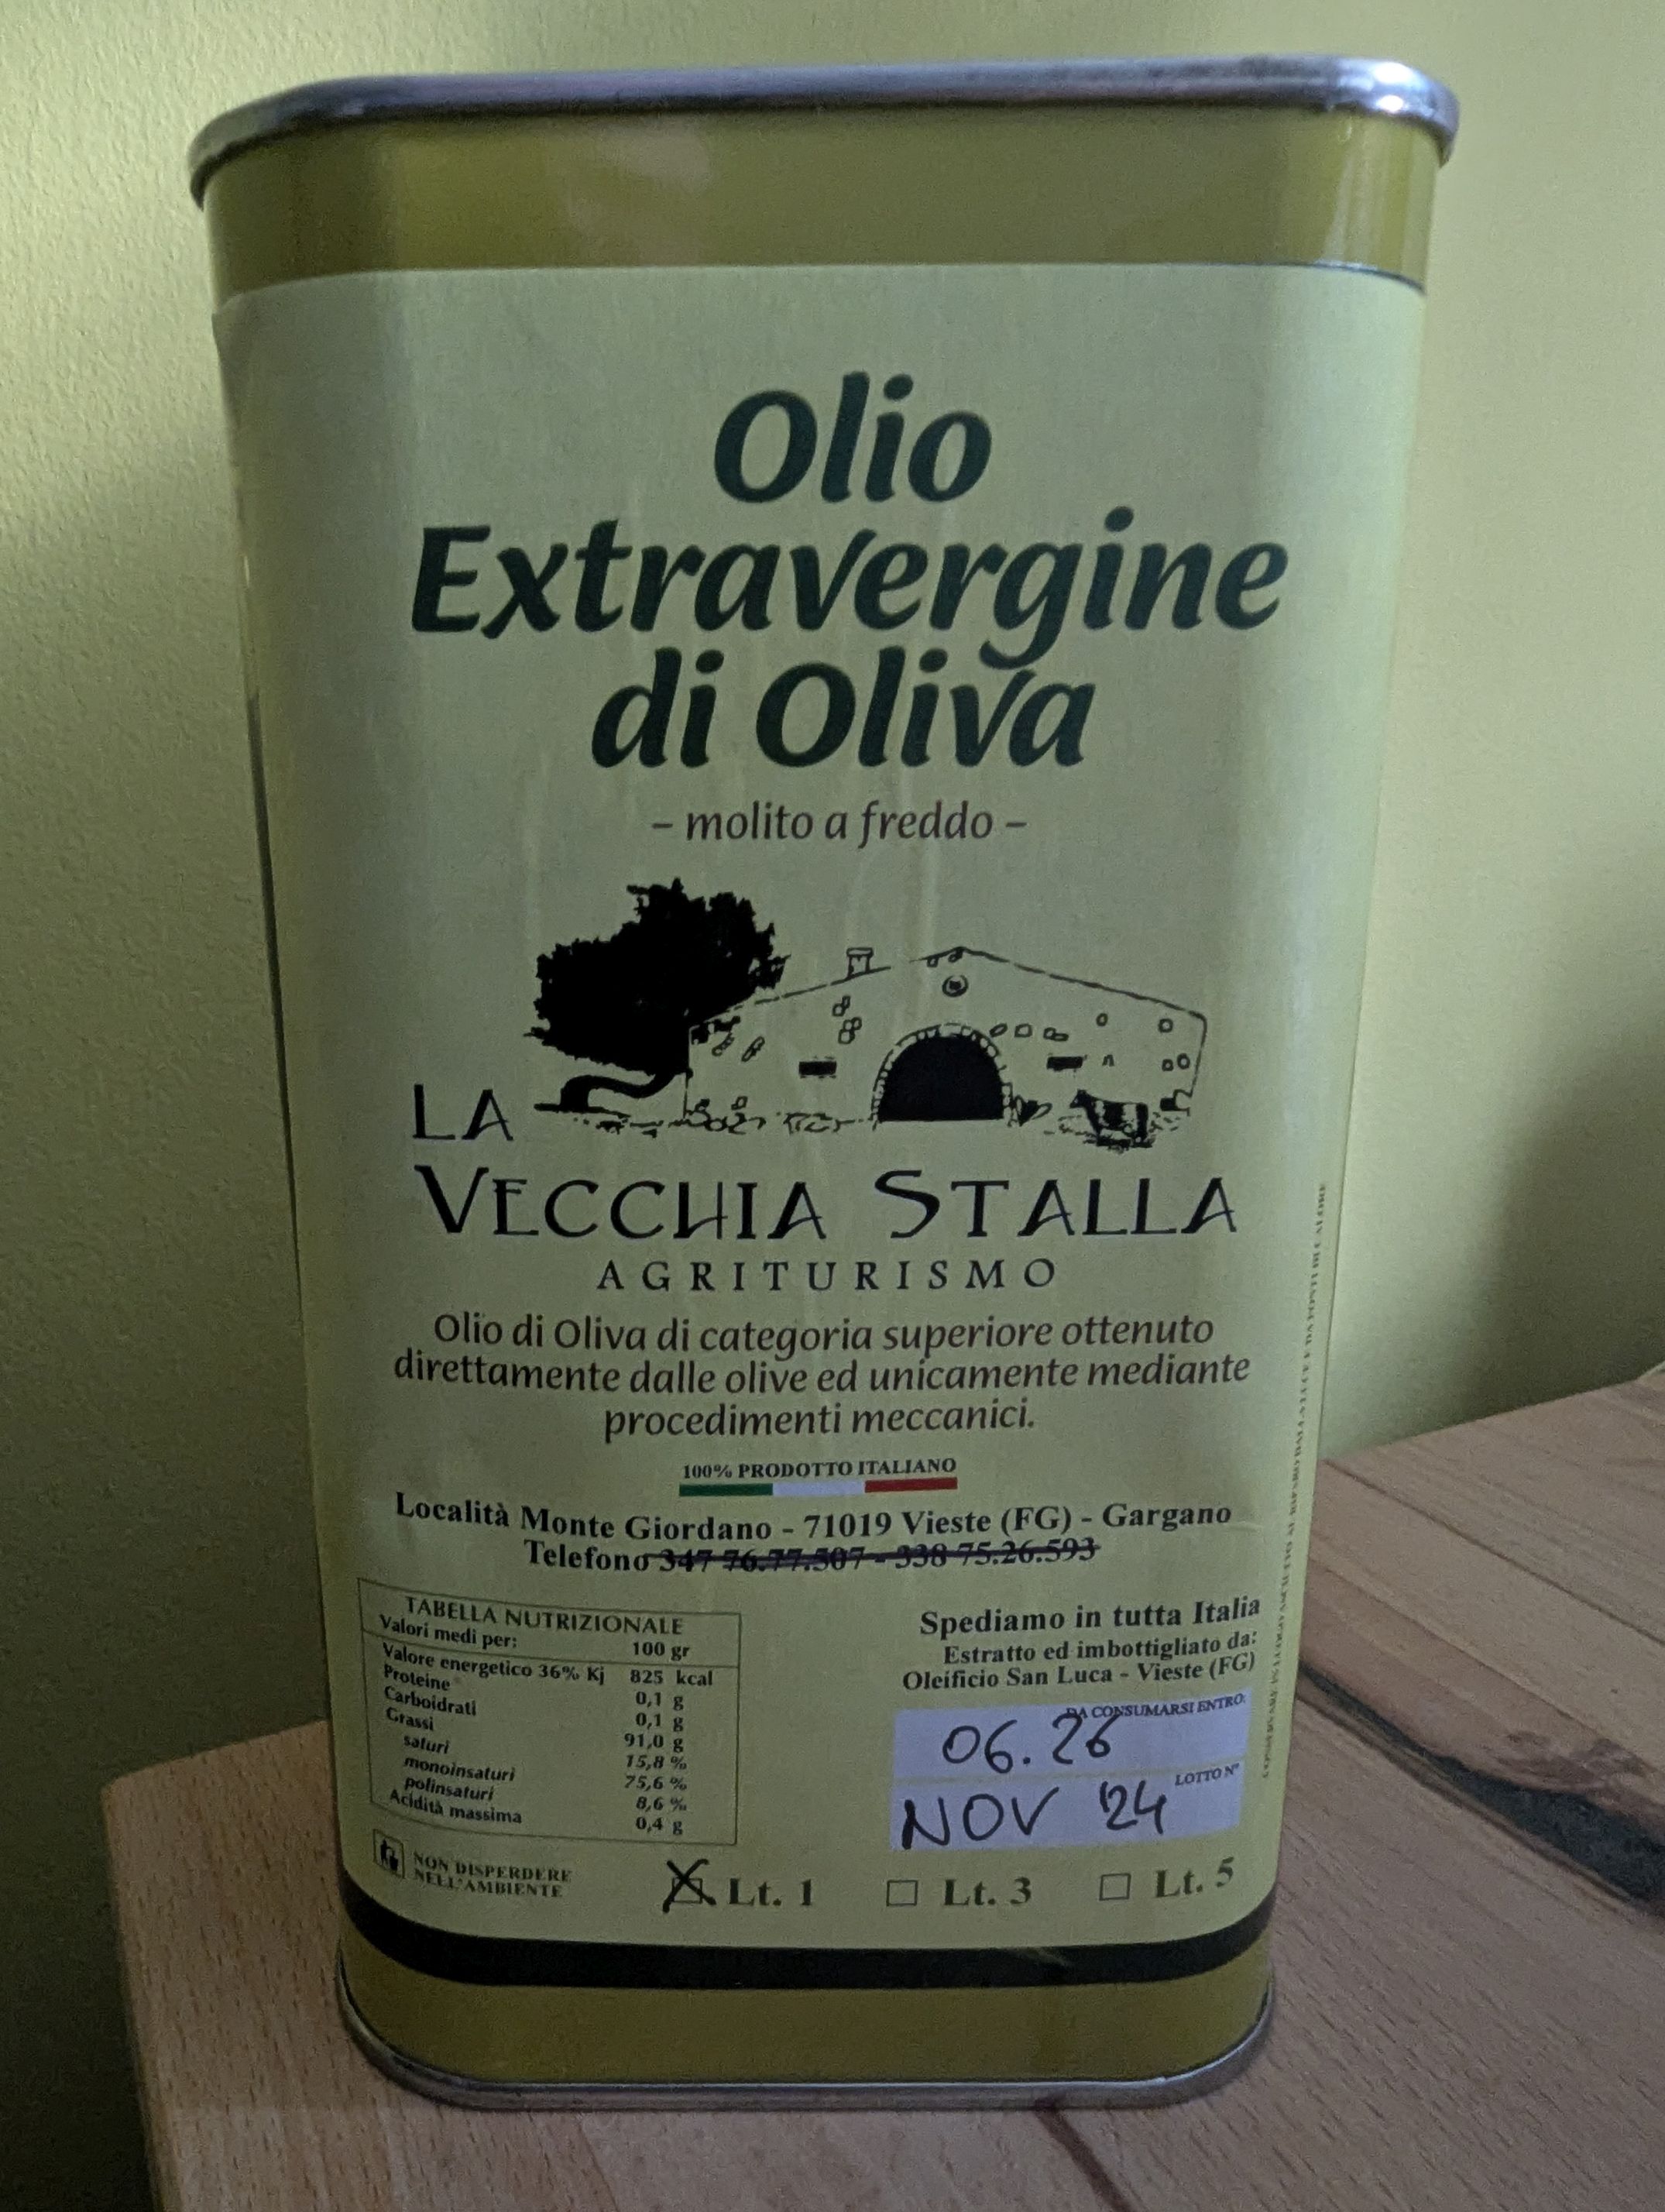 Olio
Extravergine
di Oliva
– molito a freddo –
LA
VECCHIA STALLA
AGRITURISMO
Olio di Oliva di categoria superiore ottenuto
direttamente dalle olive ed unicamente mediante
procedimenti meccanici.
100% PRODOTTO ITALIANO
Località Monte Giordano - 71019 Vieste (FG) - Gargano
Telefono 347 76.77.507 - 338 75.26.593
TABELLA NUTRIZIONALE
Valori medi per: 100 gr
Valore energetico 36% Kj 825 kcal
Proteine 0,1 g
Carboidrati 0,1 g
Grassi 91,0 g
saturi 15,8 %
monoinsaturi 75,6 %
polinsaturi 8,6 %
Acidità massima 0,4 g
NON DISPERDERE
NELL'AMBIENTE
Spediamo in tutta Italia
Estratto ed imbottigliato da:
Oleificio San Luca - Vieste (FG)
DA CONSUMARSI ENTRO:
06.26
LOTTO N°
NOV '24
Lt. 1 Lt. 3 Lt. 5